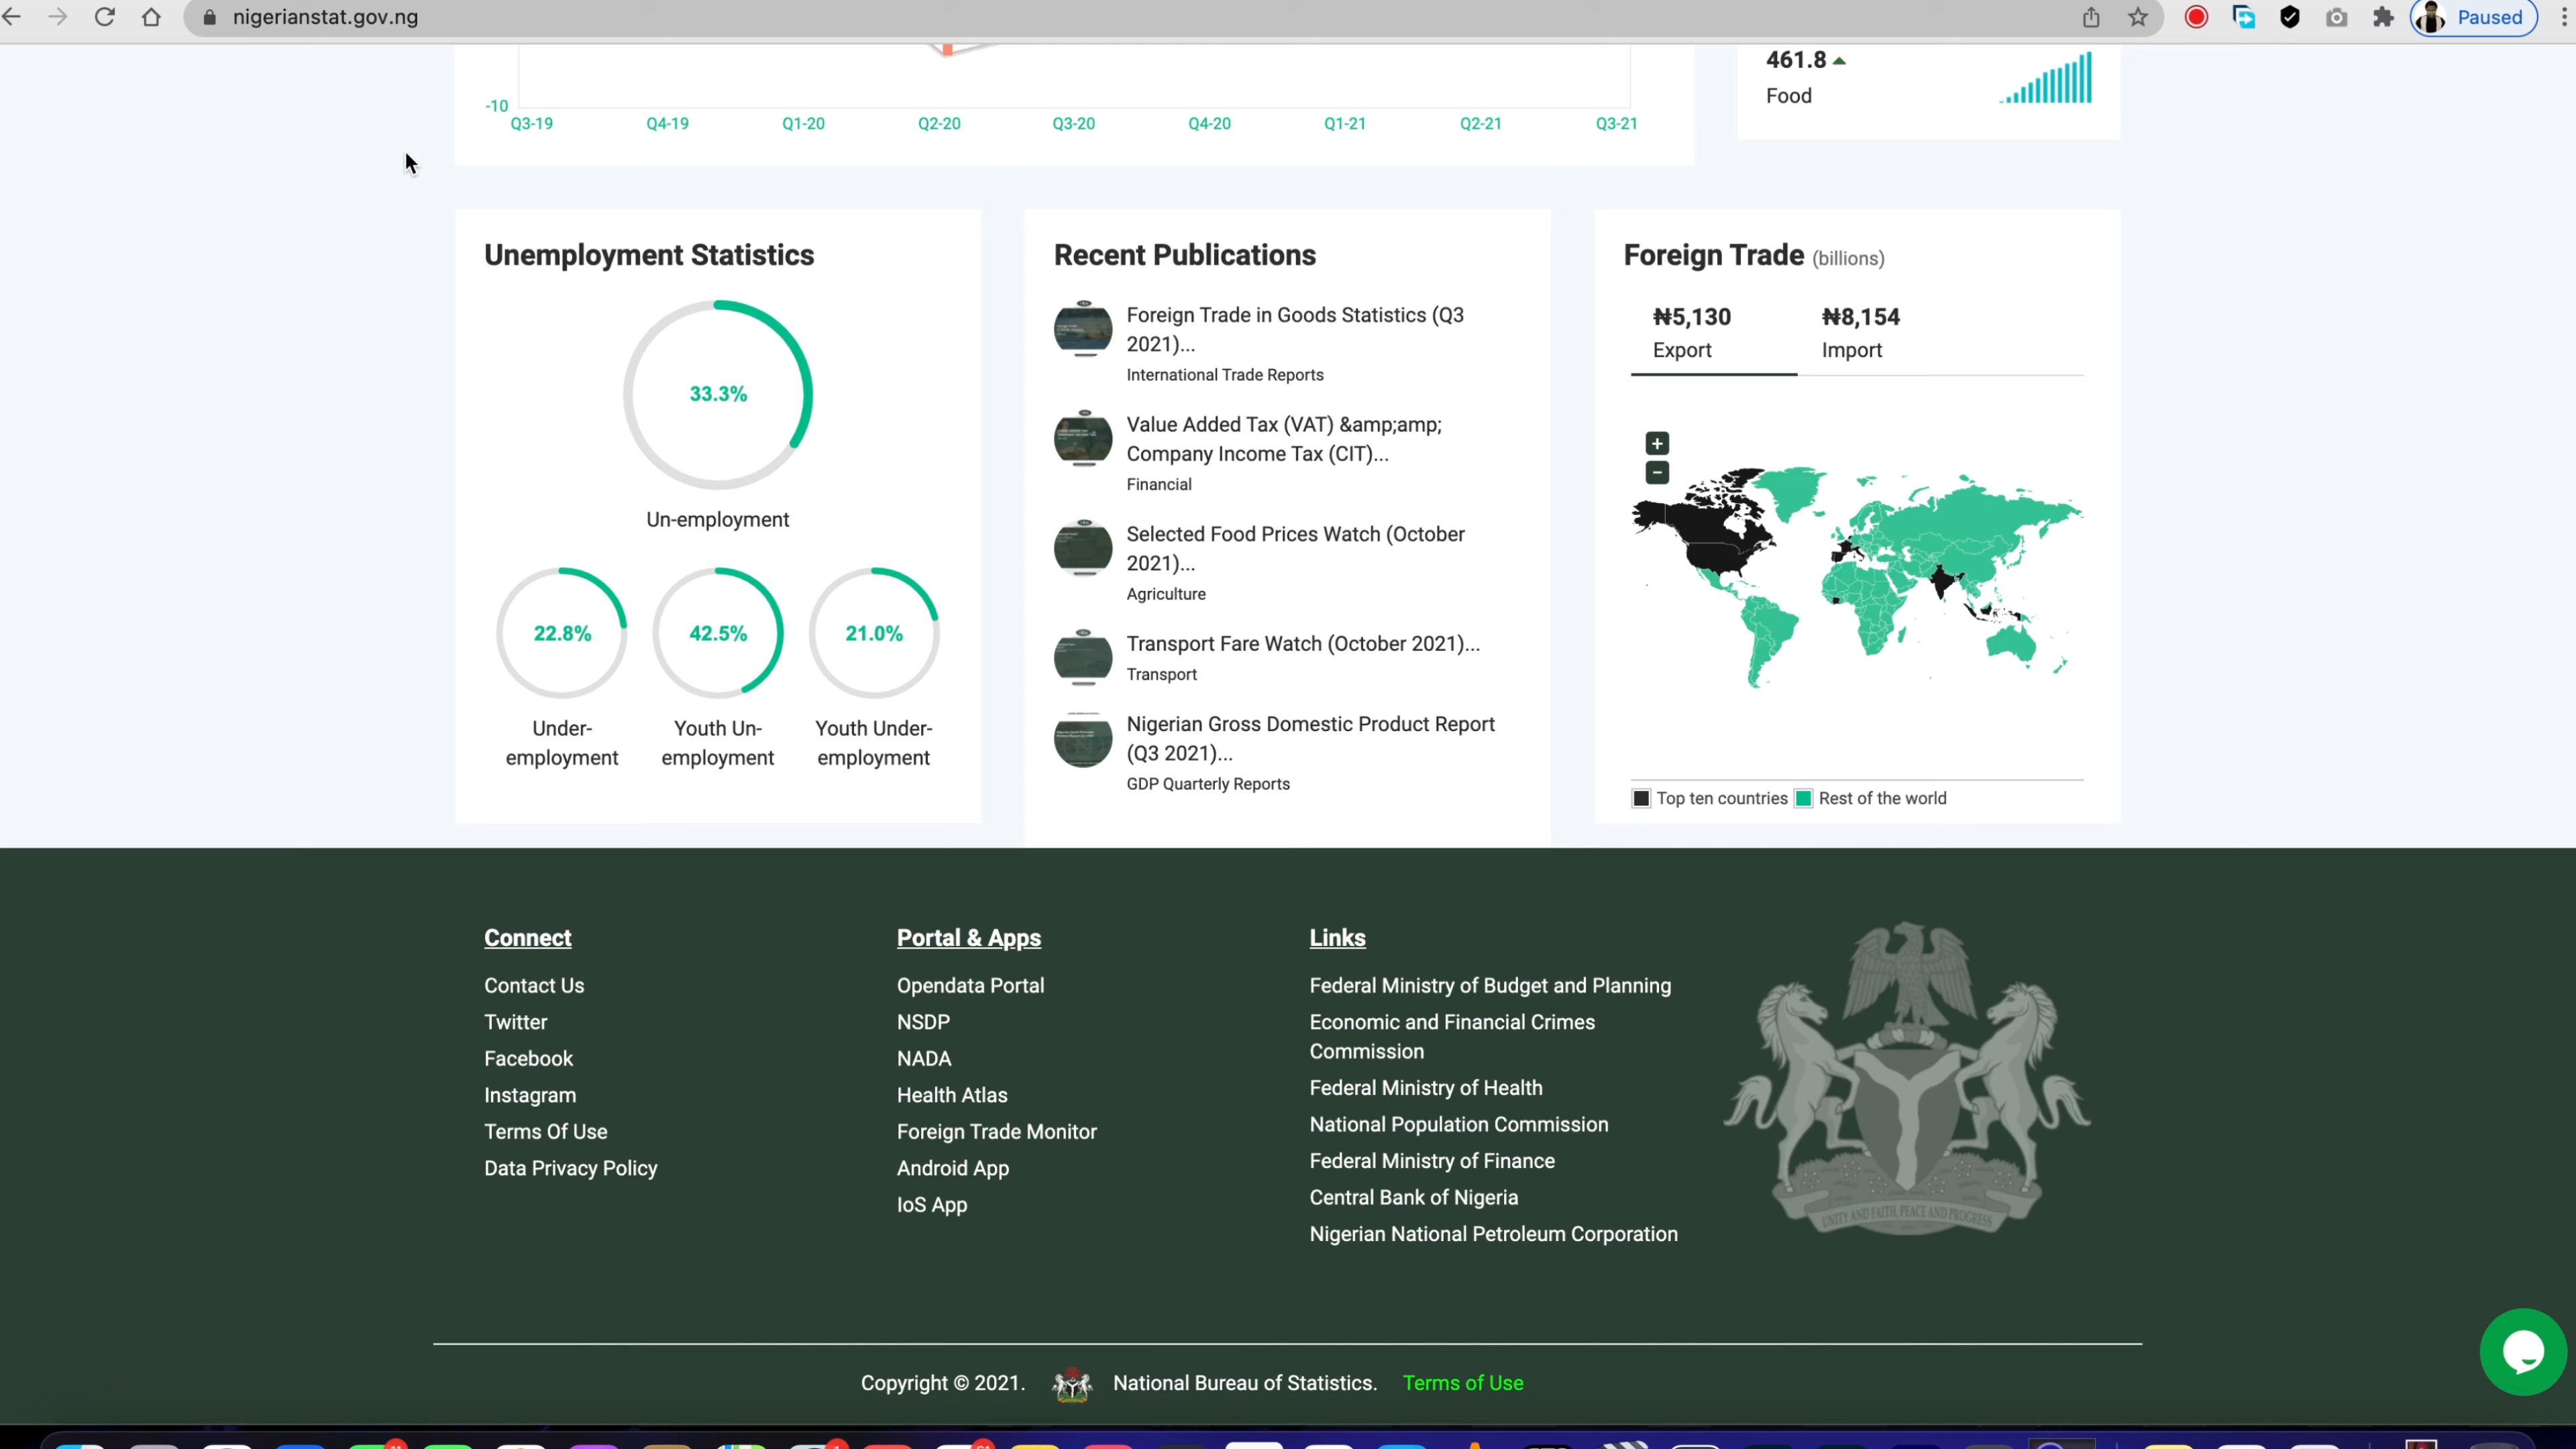 nigerianstat.gov.ng
Paused
461.8
Food
-10
Q3-19 Q4-19 Q1-20 Q2-20 Q3-20 Q4-20 Q1-21 Q2-21 Q3-21
Unemployment Statistics
33.3%
Un-employment
22.8% 42.5% 21.0%
Under- Youth Un- Youth Under-
employment employment employment
Recent Publications
Foreign Trade in Goods Statistics (Q3
2021)...
International Trade Reports
Value Added Tax (VAT) &amp;amp;
Company Income Tax (CIT)...
Financial
Selected Food Prices Watch (October
2021)...
Agriculture
Transport Fare Watch (October 2021)...
Transport
Nigerian Gross Domestic Product Report
(Q3 2021)...
GDP Quarterly Reports
Foreign Trade (billions)
₦5,130 ₦8,154
Export Import
+
−
Top ten countries Rest of the world
Connect
Contact Us
Twitter
Facebook
Instagram
Terms Of Use
Data Privacy Policy
Portal & Apps
Opendata Portal
NSDP
NADA
Health Atlas
Foreign Trade Monitor
Android App
IoS App
Links
Federal Ministry of Budget and Planning
Economic and Financial Crimes
Commission
Federal Ministry of Health
National Population Commission
Federal Ministry of Finance
Central Bank of Nigeria
Nigerian National Petroleum Corporation
UNITY AND FAITH, PEACE AND PROGRESS
Copyright © 2021. National Bureau of Statistics. Terms of Use